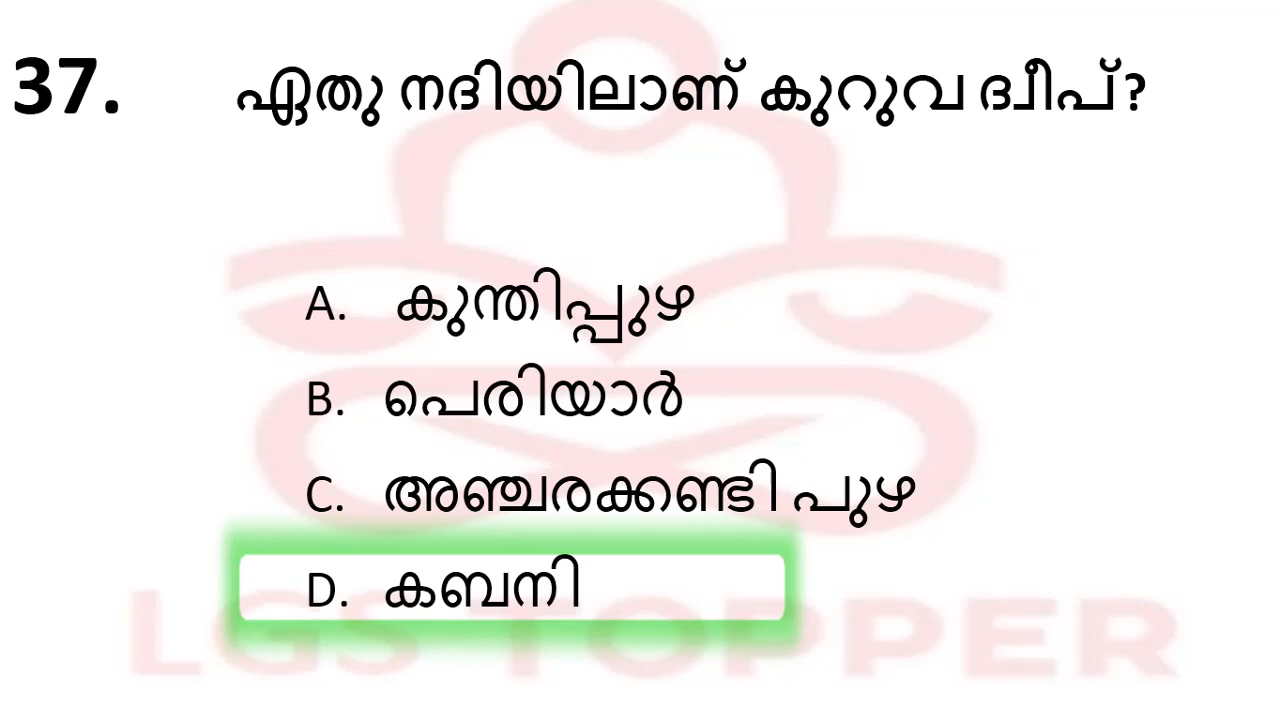 37. ഏതു നദിയിലാണ് കുറുവ ദ്വീപ്?
A. കുന്തിപ്പുഴ
B. പെരിയാർ
C. അഞ്ചരക്കണ്ടി പുഴ
D. കബനി
LGS TOPPER